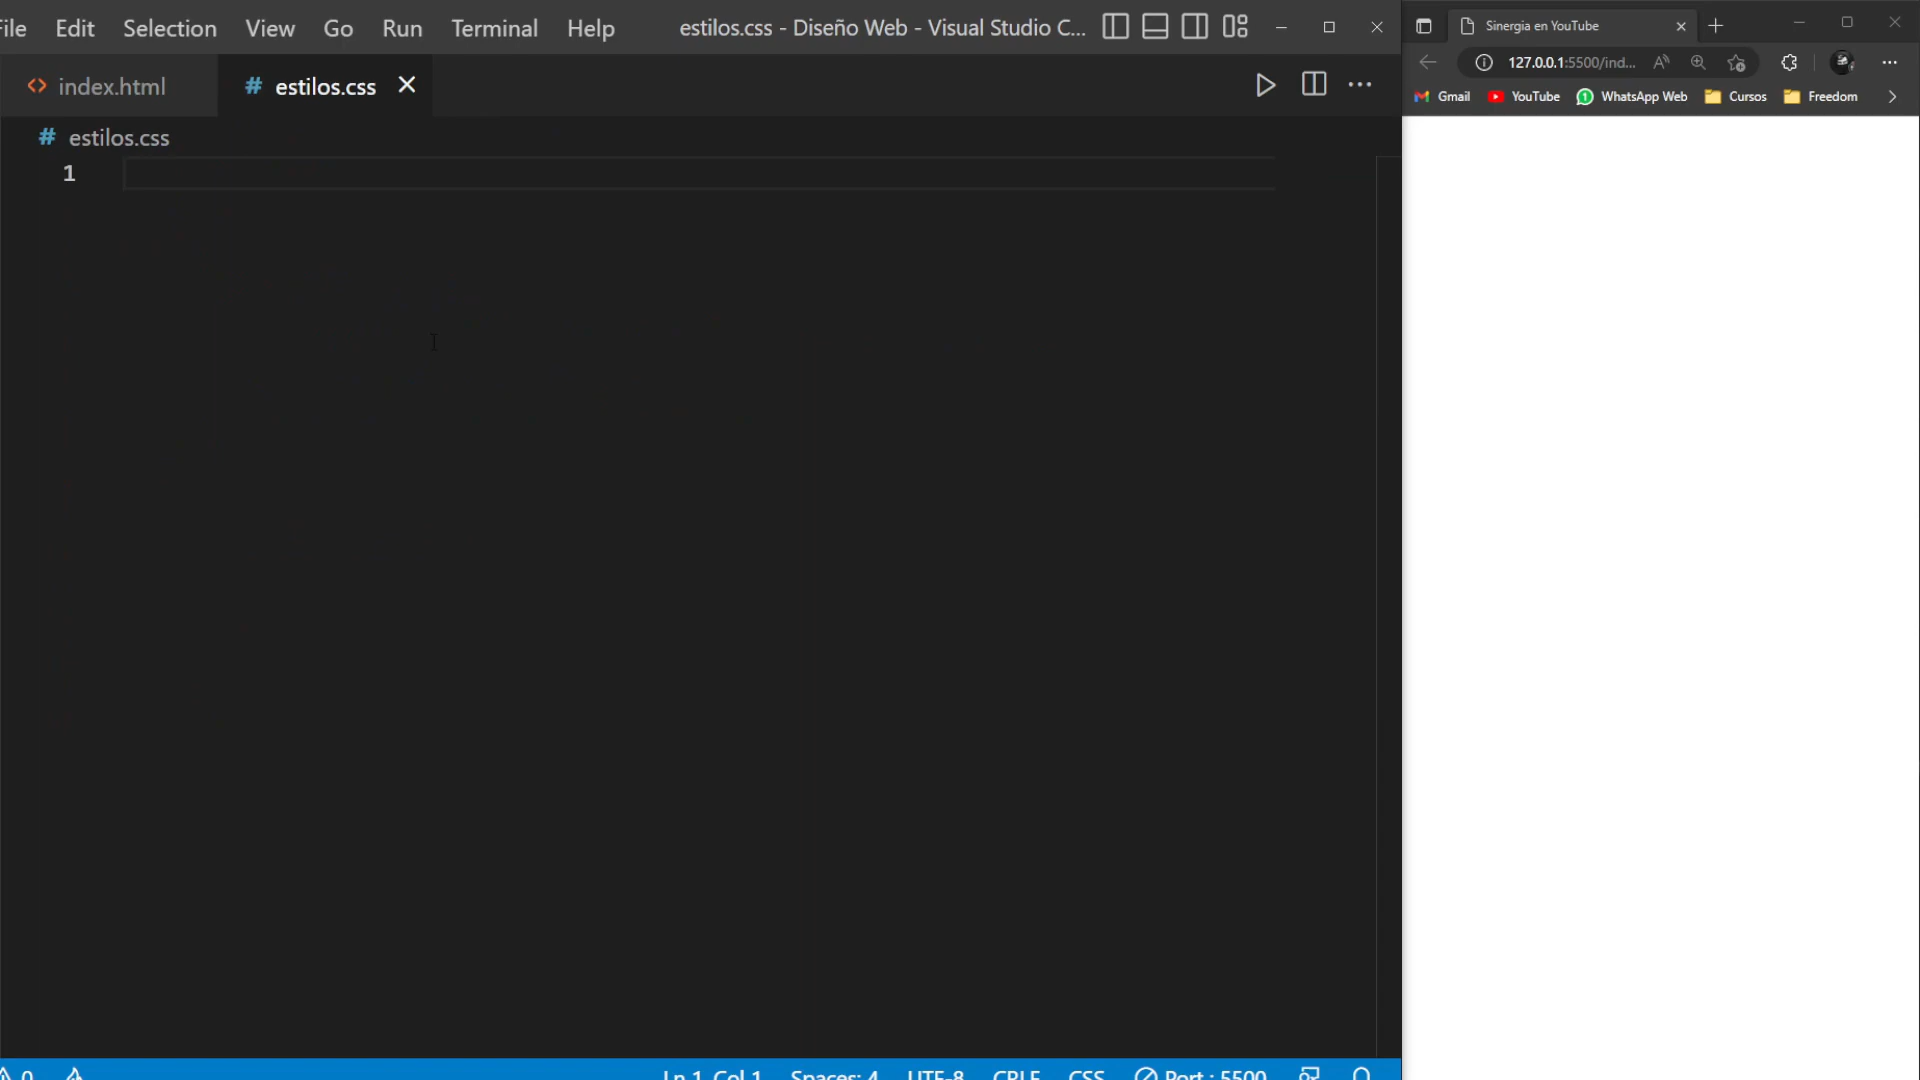 File Edit Selection View Go Run Terminal Help estilos.css - Diseño Web - Visual Studio C...
Sinergia en YouTube
index.html # estilos.css
127.0.0.1:5500/ind...
Gmail YouTube WhatsApp Web Cursos Freedom
# estilos.css
1
0 Ln 1, Col 1 Spaces: 4 UTF-8 CRLF CSS Port : 5500